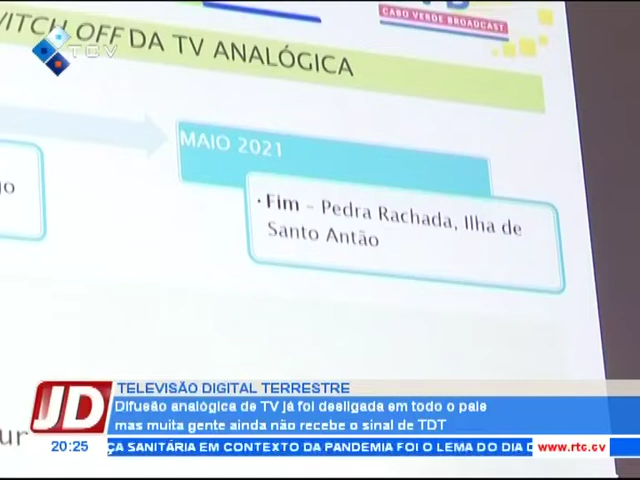 CABO VERDE BROADCAST
WITCH OFF DA TV ANALÓGICA
TCV
MAIO 2021
jo
• Fim – Pedra Rachada, Ilha de
Santo Antão
JD
TELEVISÃO DIGITAL TERRESTRE
Difusão analógica de TV já foi desligada em todo o país
mas muita gente ainda não recebe o sinal de TDT
ur
20:25
ÇA SANITÁRIA EM CONTEXTO DA PANDEMIA FOI O LEMA DO DIA D
www.rtc.cv